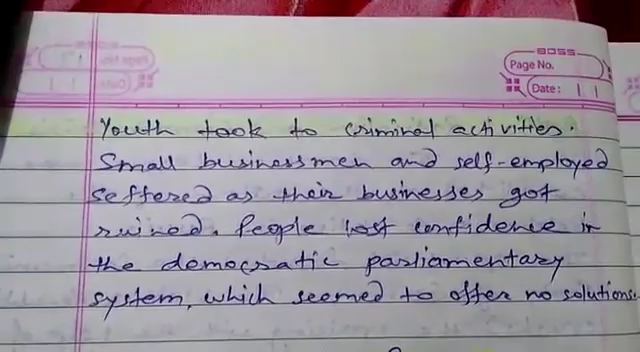 BOSS
Page No.
Date:
Youth took to criminal activities.
Small businessmen and self-employed
seffered as their businesses got
ruined. People lost confidence in
the democratic parliamentary
system, which seemed to offer no solutions.